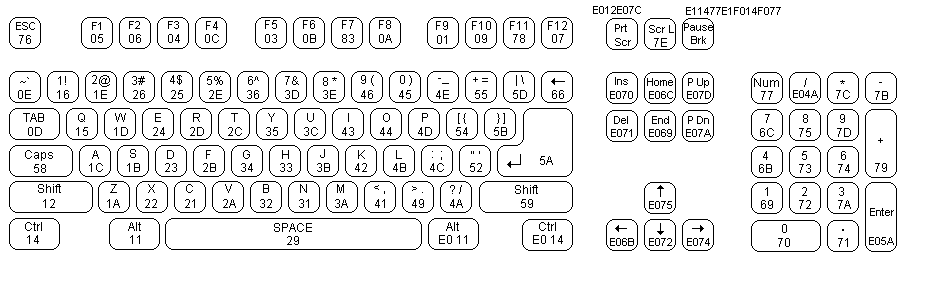 E012E07C E11477E1F014F077
ESC F1 F2 F3 F4 F5 F6 F7 F8 F9 F10 F11 F12 Prt Scr L Pause
76 05 06 04 0C 03 0B 83 0A 01 09 78 07 Scr 7E Brk
~` 1! 2@ 3# 4$ 5% 6^ 7& 8* 9( 0) -_ += |\ ← Ins Home P Up Num / * -
0E 16 1E 26 25 2E 36 3D 3E 46 45 4E 55 5D 66 E070 E06C E07D 77 E04A 7C 7B
TAB Q W E R T Y U I O P [{ }] Del End P Dn 7 8 9 +
0D 15 1D 24 2D 2C 35 3C 43 44 4D 54 5B E071 E069 E07A 6C 75 7D
Caps A S D F G H J K L : ; "' ↵ 5A 4 5 6
58 1C 1B 23 2B 34 33 3B 42 4B 4C 52 6B 73 74 79
Shift Z X C V B N M < , > . ? / Shift ↑ 1 2 3 Enter
12 1A 22 21 2A 32 31 3A 41 49 4A 59 E075 69 72 7A
Ctrl Alt SPACE Alt Ctrl ← ↓ → 0 .
14 11 29 E0 11 E0 14 E06B E072 E074 70 71 E05A